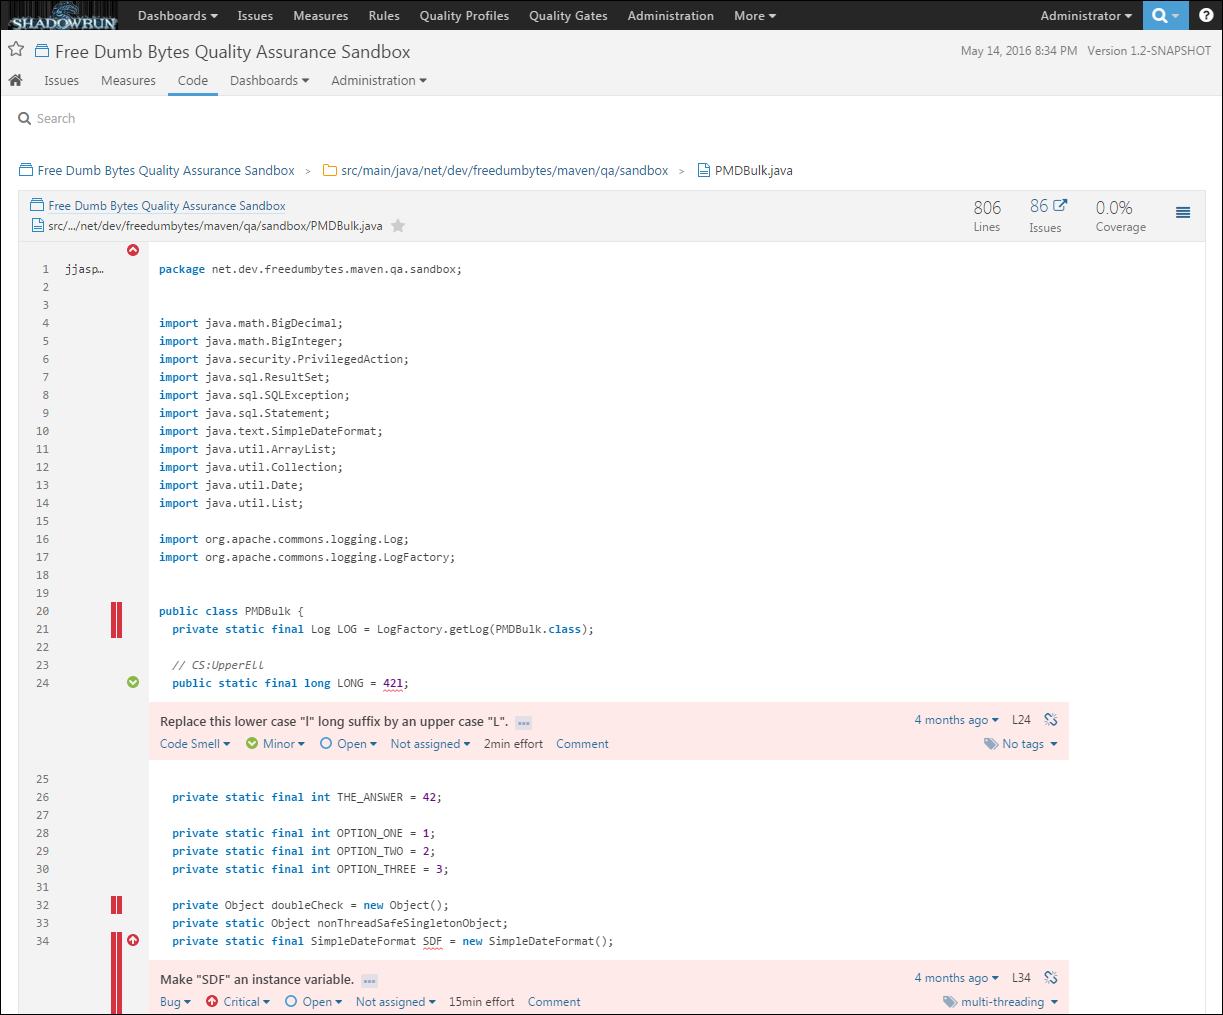 SHADOWRUN Dashboards Issues Measures Rules Quality Profiles Quality Gates Administration More Administrator ?
Free Dumb Bytes Quality Assurance Sandbox May 14, 2016 8:34 PM Version 1.2-SNAPSHOT
Issues Measures Code Dashboards Administration
Search
Free Dumb Bytes Quality Assurance Sandbox > src/main/java/net/dev/freedumbytes/maven/qa/sandbox > PMDBulk.java
Free Dumb Bytes Quality Assurance Sandbox 806 86 0.0%
src/.../net/dev/freedumbytes/maven/qa/sandbox/PMDBulk.java Lines Issues Coverage
1 jjasp... package net.dev.freedumbytes.maven.qa.sandbox;
2
3
4 import java.math.BigDecimal;
5 import java.math.BigInteger;
6 import java.security.PrivilegedAction;
7 import java.sql.ResultSet;
8 import java.sql.SQLException;
9 import java.sql.Statement;
10 import java.text.SimpleDateFormat;
11 import java.util.ArrayList;
12 import java.util.Collection;
13 import java.util.Date;
14 import java.util.List;
15
16 import org.apache.commons.logging.Log;
17 import org.apache.commons.logging.LogFactory;
18
19
20 public class PMDBulk {
21 private static final Log LOG = LogFactory.getLog(PMDBulk.class);
22
23 // CS:UpperEll
24 public static final long LONG = 42l;
Replace this lower case "l" long suffix by an upper case "L". ... 4 months ago L24
Code Smell Minor Open Not assigned 2min effort Comment No tags
25
26 private static final int THE_ANSWER = 42;
27
28 private static final int OPTION_ONE = 1;
29 private static final int OPTION_TWO = 2;
30 private static final int OPTION_THREE = 3;
31
32 private Object doubleCheck = new Object();
33 private static Object nonThreadSafeSingletonObject;
34 private static final SimpleDateFormat SDF = new SimpleDateFormat();
Make "SDF" an instance variable. ... 4 months ago L34
Bug Critical Open Not assigned 15min effort Comment multi-threading